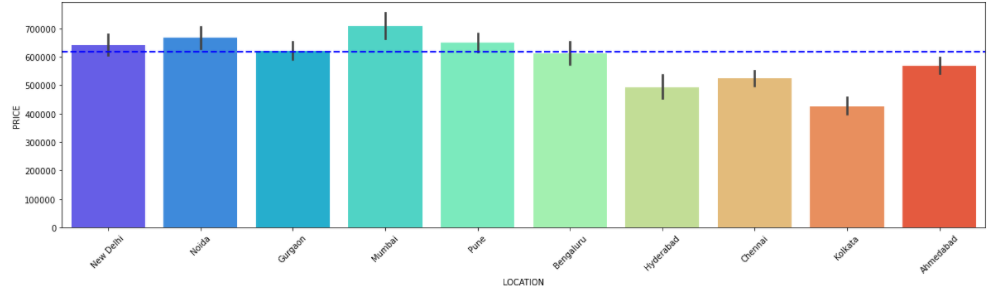 PRICE
700000
600000
500000
400000
300000
200000
100000
0
New Delhi
Noida
Gurgaon
Mumbai
Pune
Bengaluru
Hyderabad
Chennai
Kolkata
Ahmedabad
LOCATION